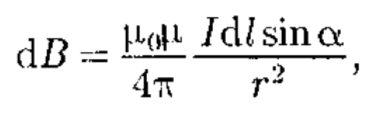 dB = μ₀μ/4π I dl sin α/r²,